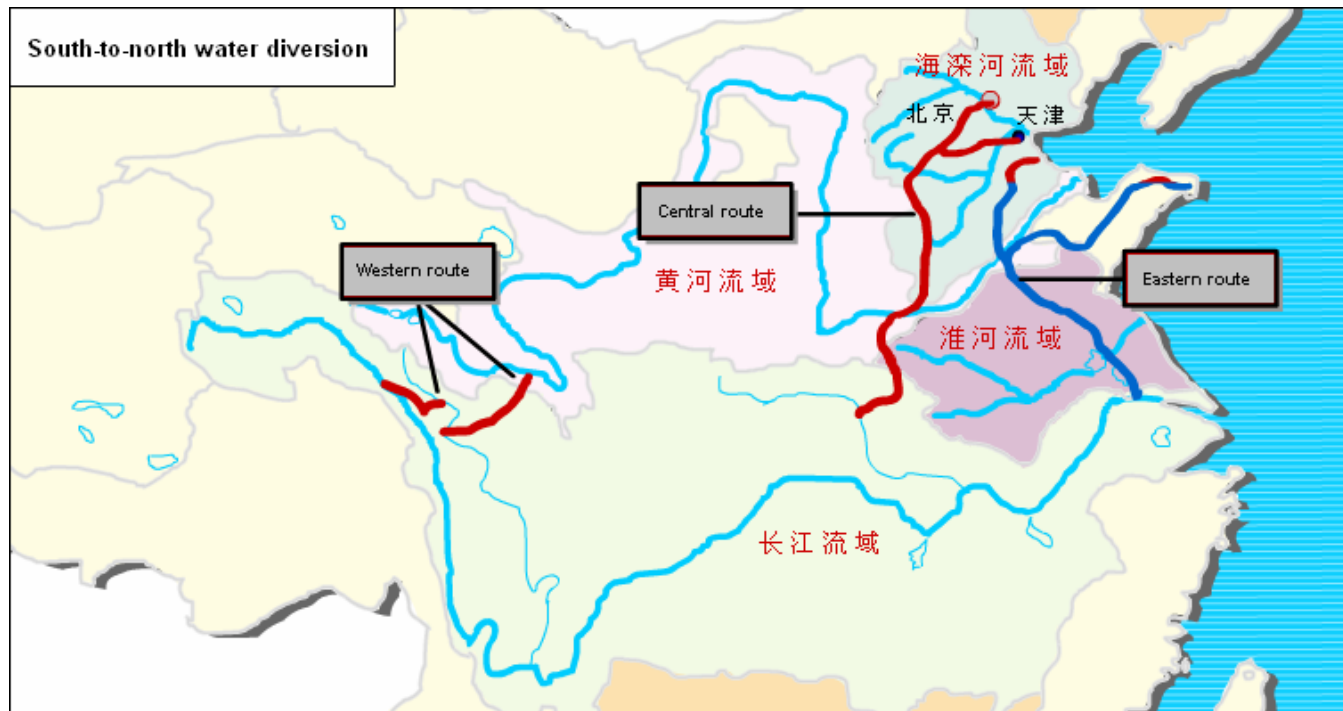 South-to-north water diversion
海滦河流域
北京
天津
Central route
Western route
黄河流域
Eastern route
淮河流域
长江流域